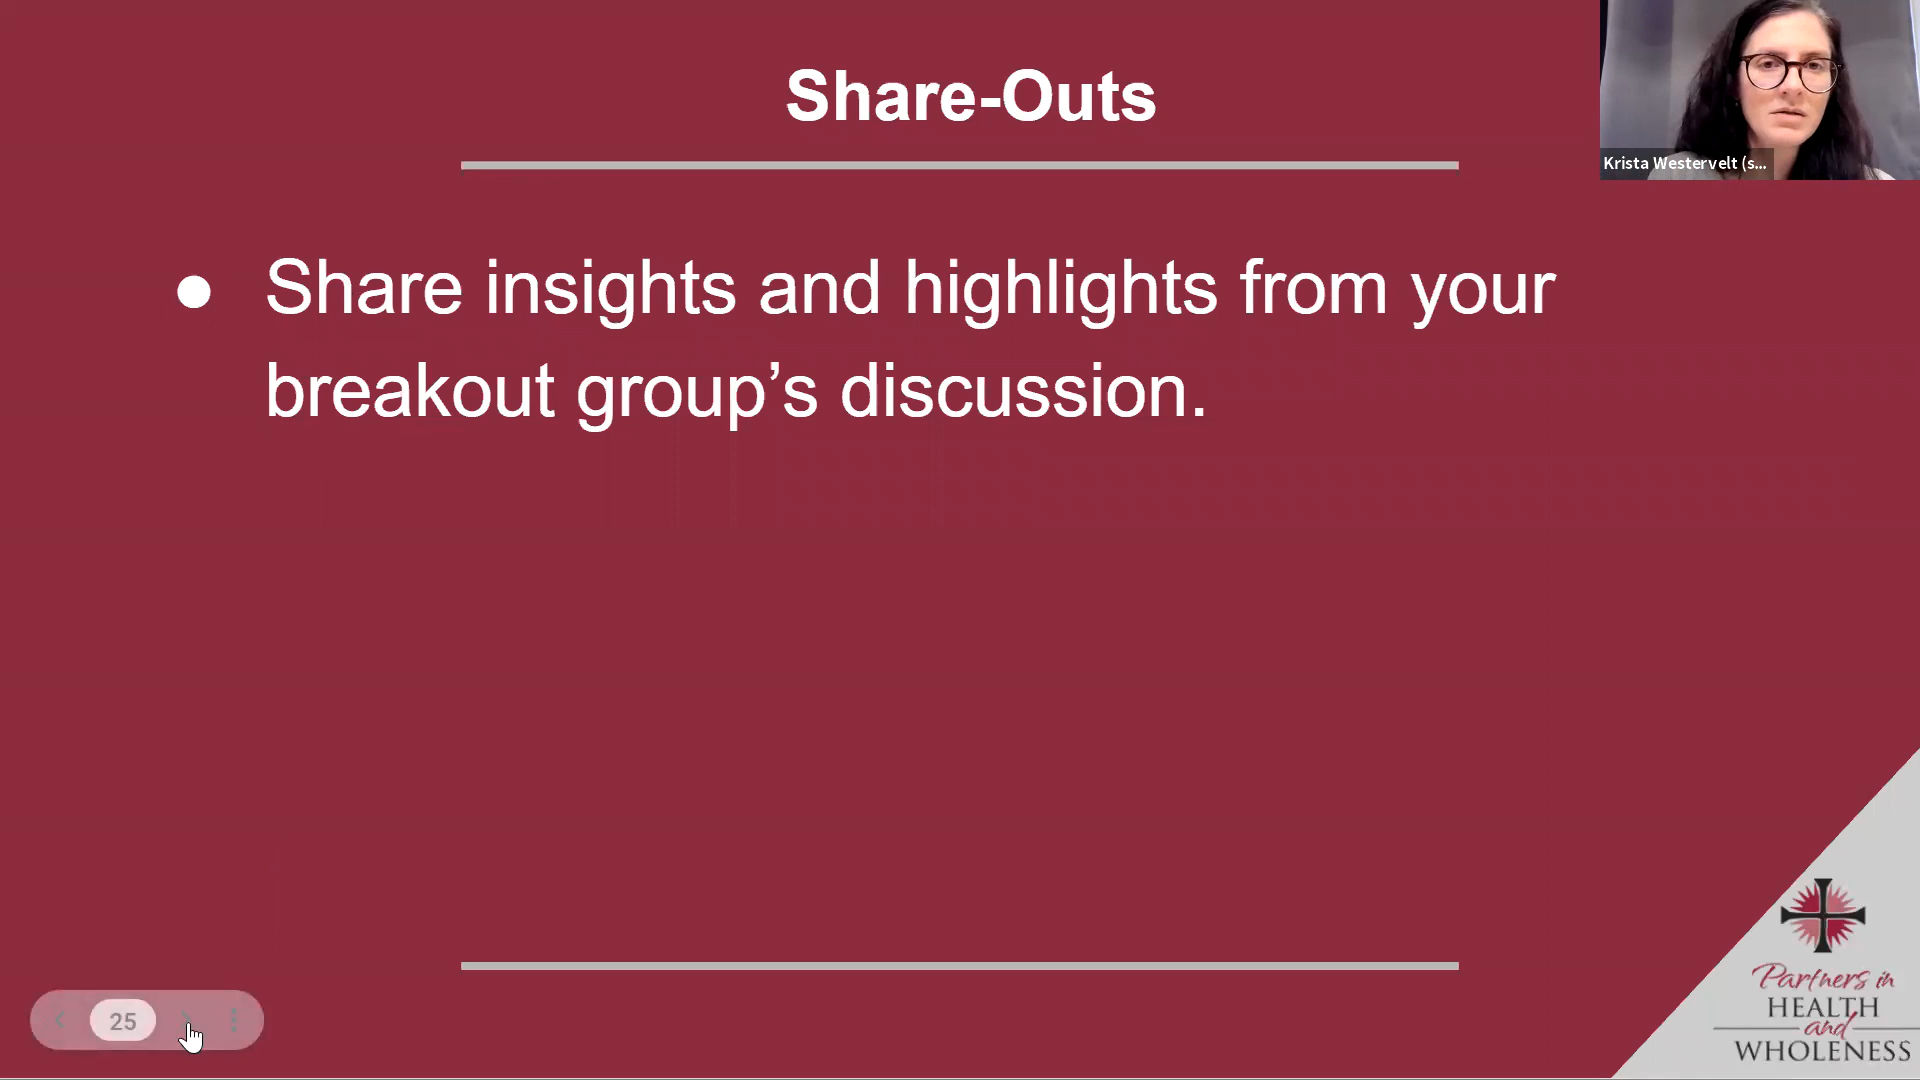 Share-Outs
Krista Westervelt (s...
● Share insights and highlights from your
breakout group’s discussion.
25
Partners in
HEALTH
and
WHOLENESS